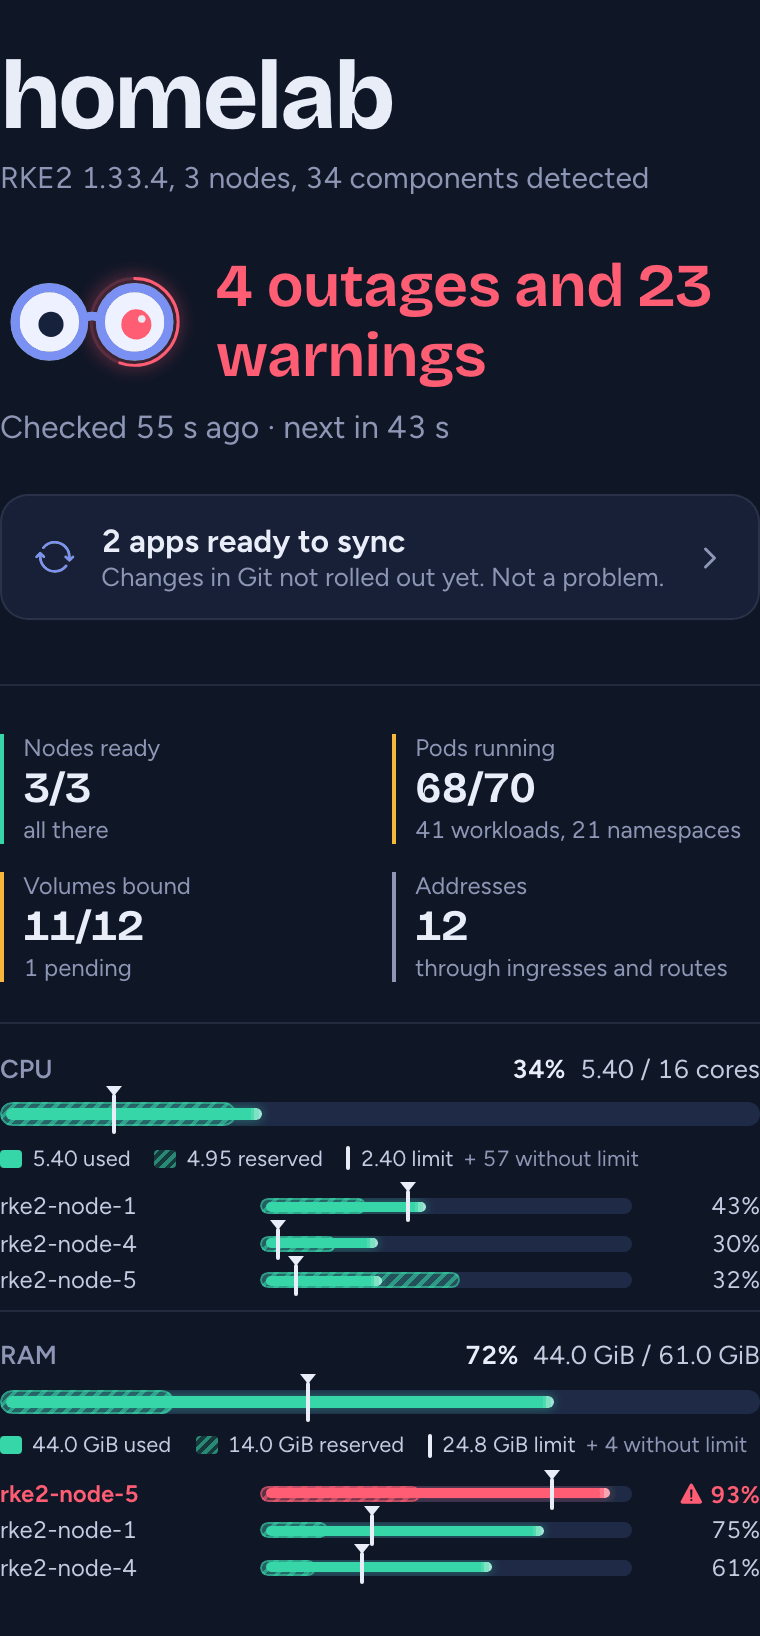 homelab
RKE2 1.33.4, 3 nodes, 34 components detected
4 outages and 23
warnings
Checked 55 s ago · next in 43 s
2 apps ready to sync
Changes in Git not rolled out yet. Not a problem.
Nodes ready
3/3
all there
Pods running
68/70
41 workloads, 21 namespaces
Volumes bound
11/12
1 pending
Addresses
12
through ingresses and routes
CPU 34% 5.40 / 16 cores
5.40 used 4.95 reserved 2.40 limit + 57 without limit
rke2-node-1 43%
rke2-node-4 30%
rke2-node-5 32%
RAM 72% 44.0 GiB / 61.0 GiB
44.0 GiB used 14.0 GiB reserved 24.8 GiB limit + 4 without limit
rke2-node-5 93%
rke2-node-1 75%
rke2-node-4 61%